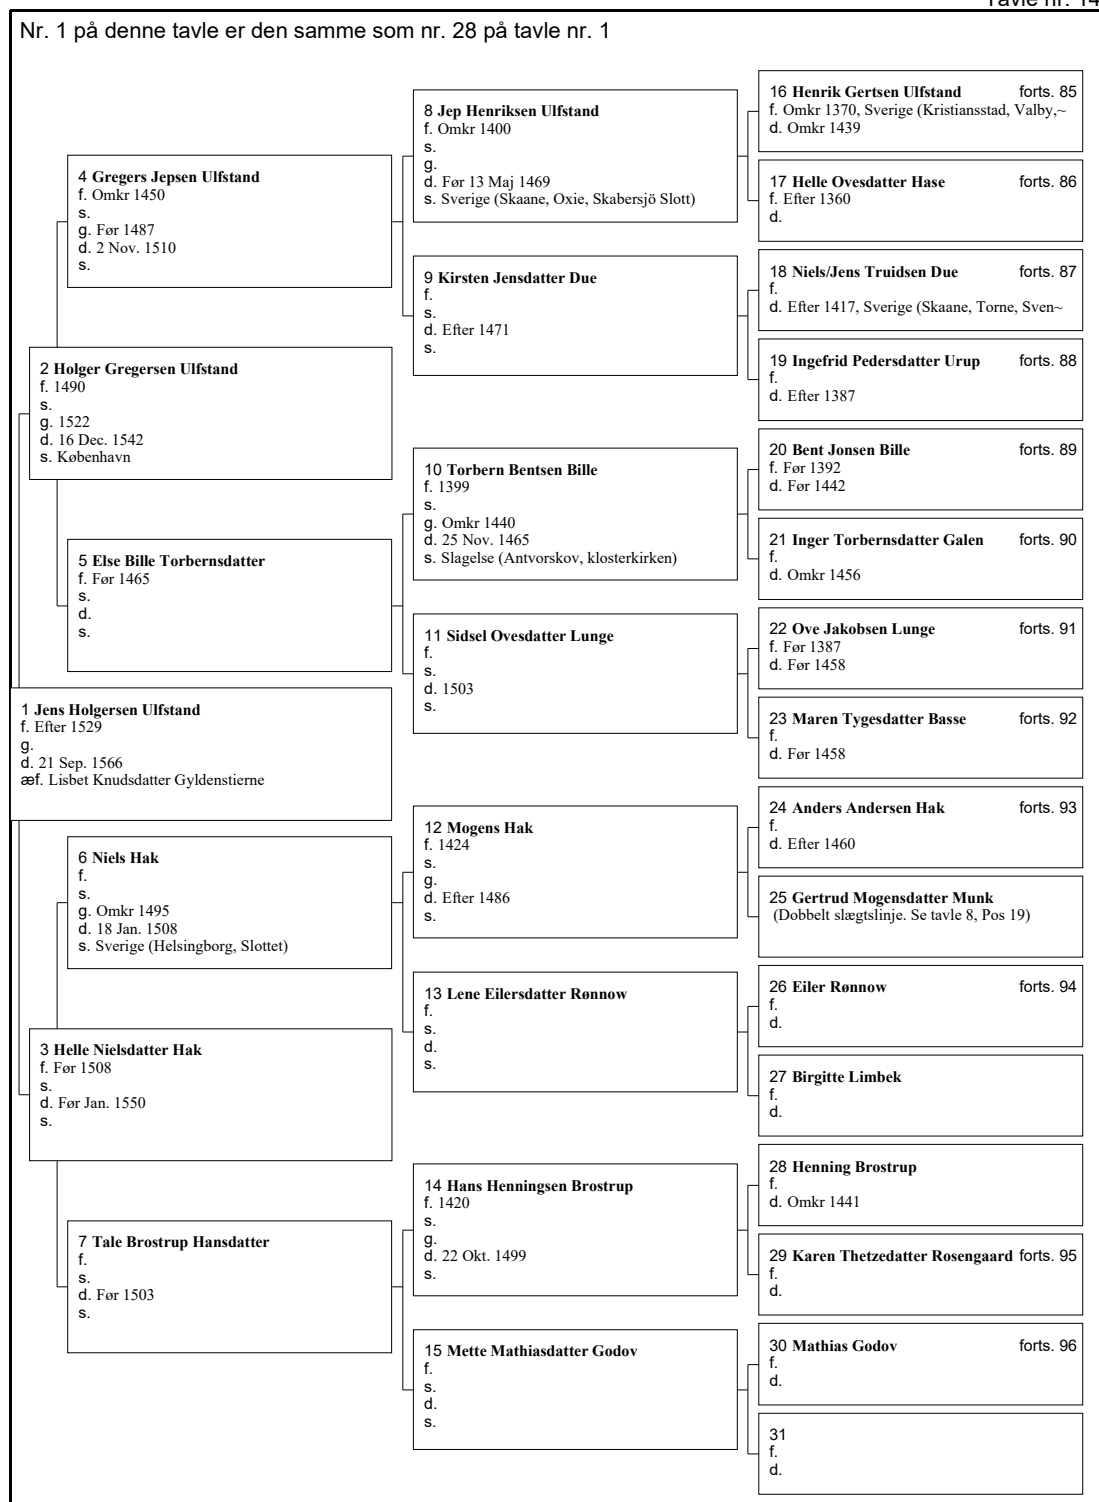 Tavle nr. 14
Nr. 1 på denne tavle er den samme som nr. 28 på tavle nr. 1
1 Jens Holgersen Ulfstand
f. Efter 1529
g.
d. 21 Sep. 1566
æf. Lisbet Knudsdatter Gyldenstierne
2 Holger Gregersen Ulfstand
f. 1490
s.
g. 1522
d. 16 Dec. 1542
s. København
3 Helle Nielsdatter Hak
f. Før 1508
s.
d. Før Jan. 1550
s.
4 Gregers Jepsen Ulfstand
f. Omkr 1450
s.
g. Før 1487
d. 2 Nov. 1510
s.
5 Else Bille Torbernsdatter
f. Før 1465
s.
d.
s.
6 Niels Hak
f.
s.
g. Omkr 1495
d. 18 Jan. 1508
s. Sverige (Helsingborg, Slottet)
7 Tale Brostrup Hansdatter
f.
s.
d. Før 1503
s.
8 Jep Henriksen Ulfstand
f. Omkr 1400
s.
g.
d. Før 13 Maj 1469
s. Sverige (Skaane, Oxie, Skabersjö Slott)
9 Kirsten Jensdatter Due
f.
s.
d. Efter 1471
s.
10 Torbern Bentsen Bille
f. 1399
s.
g. Omkr 1440
d. 25 Nov. 1465
s. Slagelse (Antvorskov, klosterkirken)
11 Sidsel Ovesdatter Lunge
f.
s.
d. 1503
s.
12 Mogens Hak
f. 1424
s.
g.
d. Efter 1486
s.
13 Lene Eilersdatter Rønnow
f.
s.
d.
s.
14 Hans Henningsen Brostrup
f. 1420
s.
g.
d. 22 Okt. 1499
s.
15 Mette Mathiasdatter Godov
f.
s.
d.
s.
16 Henrik Gertsen Ulfstand forts. 85
f. Omkr 1370, Sverige (Kristiansstad, Valby,~
d. Omkr 1439
17 Helle Ovesdatter Hase forts. 86
f. Efter 1360
d.
18 Niels/Jens Truidsen Due forts. 87
f.
d. Efter 1417, Sverige (Skaane, Torne, Sven~
19 Ingefrid Pedersdatter Urup forts. 88
f.
d. Efter 1387
20 Bent Jonsen Bille forts. 89
f. Før 1392
d. Før 1442
21 Inger Torbernsdatter Galen forts. 90
f.
d. Omkr 1456
22 Ove Jakobsen Lunge forts. 91
f. Før 1387
d. Før 1458
23 Maren Tygesdatter Basse forts. 92
f.
d. Før 1458
24 Anders Andersen Hak forts. 93
f.
d. Efter 1460
25 Gertrud Mogensdatter Munk
(Dobbelt slægtslinje. Se tavle 8, Pos 19)
26 Eiler Rønnow forts. 94
f.
d.
27 Birgitte Limbek
f.
d.
28 Henning Brostrup
f.
d. Omkr 1441
29 Karen Thetzedatter Rosengaard forts. 95
f.
d.
30 Mathias Godov forts. 96
f.
d.
31
f.
d.